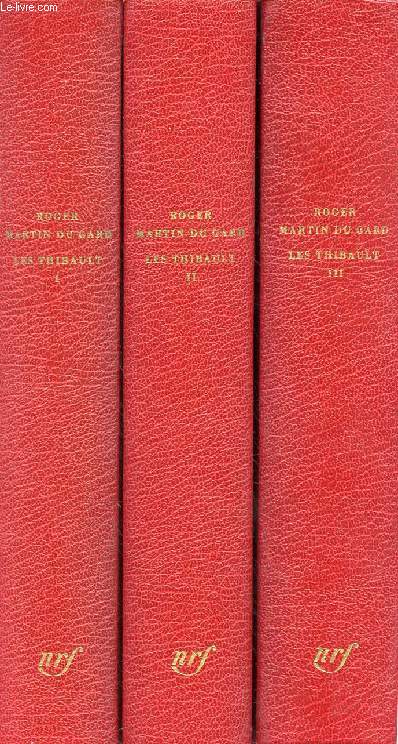 Le-livre.com
ROGER
MARTIN DU GARD
LES THIBAULT
I
nrf
ROGER
MARTIN DU GARD
LES THIBAULT
II
nrf
ROGER
MARTIN DU GARD
LES THIBAULT
III
nrf